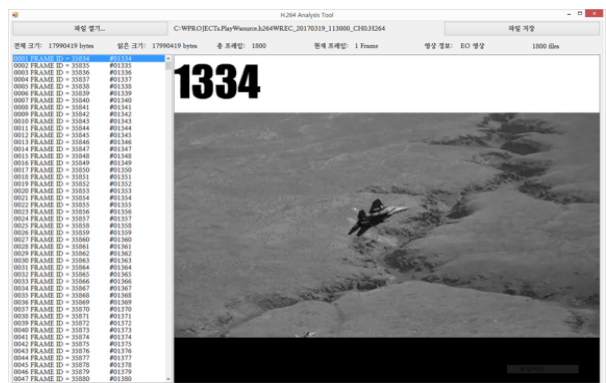 H.264 Analysis Tool
파일 열기... C:WPROJECTs.PlayWsource.h264WREC_20170319_113000_CH0.H264 파일 저장
전체 크기: 17990419 bytes 읽은 크기: 17990419 bytes 총 프레임: 1800 현재 프레임: 1 Frame 영상 정보: EO 영상 1800 files
0001 FRAME ID = 35834 #01334
0002 FRAME ID = 35835 #01335
0003 FRAME ID = 35836 #01336
0004 FRAME ID = 35837 #01337
0005 FRAME ID = 35838 #01338
0006 FRAME ID = 35839 #01339
0007 FRAME ID = 35840 #01340
0008 FRAME ID = 35841 #01341
0009 FRAME ID = 35842 #01342
0010 FRAME ID = 35843 #01343
0011 FRAME ID = 35844 #01344
0012 FRAME ID = 35845 #01345
0013 FRAME ID = 35846 #01346
0014 FRAME ID = 35847 #01347
0015 FRAME ID = 35848 #01348
0016 FRAME ID = 35849 #01349
0017 FRAME ID = 35850 #01350
0018 FRAME ID = 35851 #01351
0019 FRAME ID = 35852 #01352
0020 FRAME ID = 35853 #01353
0021 FRAME ID = 35854 #01354
0022 FRAME ID = 35855 #01355
0023 FRAME ID = 35856 #01356
0024 FRAME ID = 35857 #01357
0025 FRAME ID = 35858 #01358
0026 FRAME ID = 35859 #01359
0027 FRAME ID = 35860 #01360
0028 FRAME ID = 35861 #01361
0029 FRAME ID = 35862 #01362
0030 FRAME ID = 35863 #01363
0031 FRAME ID = 35864 #01364
0032 FRAME ID = 35865 #01365
0033 FRAME ID = 35866 #01366
0034 FRAME ID = 35867 #01367
0035 FRAME ID = 35868 #01368
0036 FRAME ID = 35869 #01369
0037 FRAME ID = 35870 #01370
0038 FRAME ID = 35871 #01371
0039 FRAME ID = 35872 #01372
0040 FRAME ID = 35873 #01373
0041 FRAME ID = 35874 #01374
0042 FRAME ID = 35875 #01375
0043 FRAME ID = 35876 #01376
0044 FRAME ID = 35877 #01377
0045 FRAME ID = 35878 #01378
0046 FRAME ID = 35879 #01379
0047 FRAME ID = 35880 #01380
1334